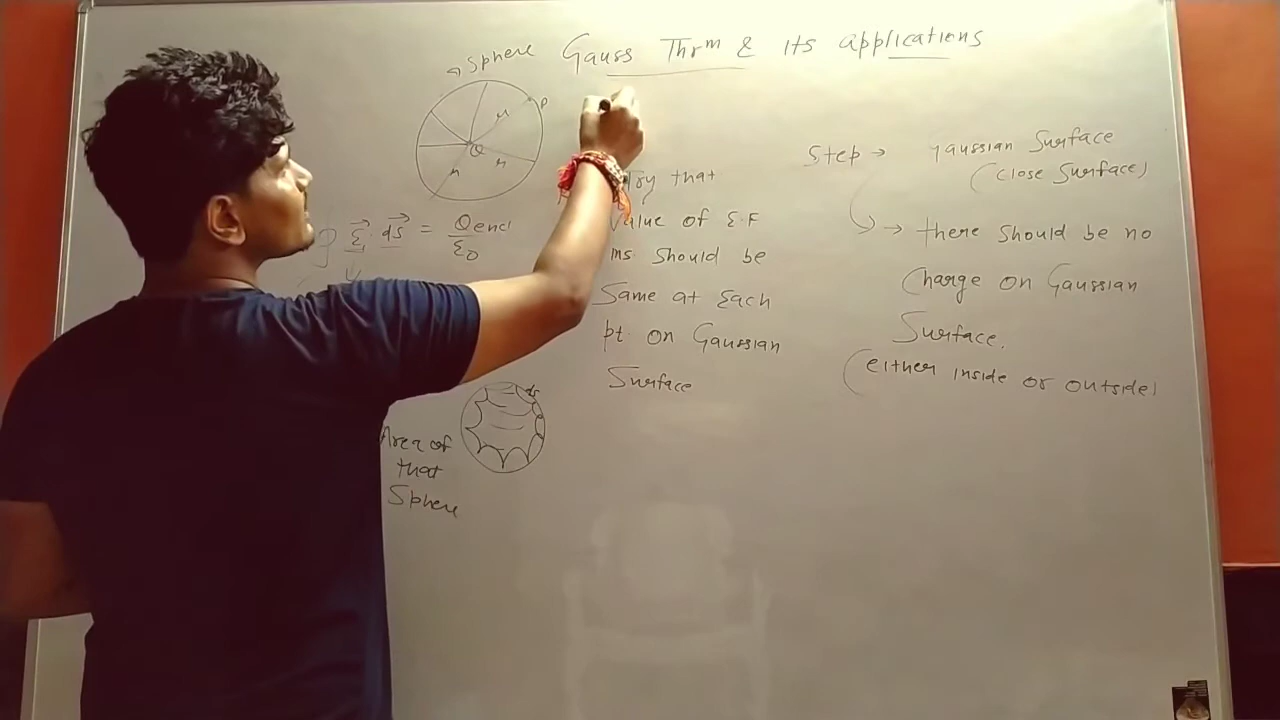 Sphere
Gauss Thrm & its applications
P
r
Q
r
r
∮ E⃗ . ds⃗ = Qencl / ε0
Try that
Value of E.F
ms should be
Same at Each
pt. on Gaussian
Surface
Step → gaussian Surface
(Close Surface)
→ there should be no
Charge on Gaussian
Surface.
(either inside or outside)
ds
Area of
that
Sphere